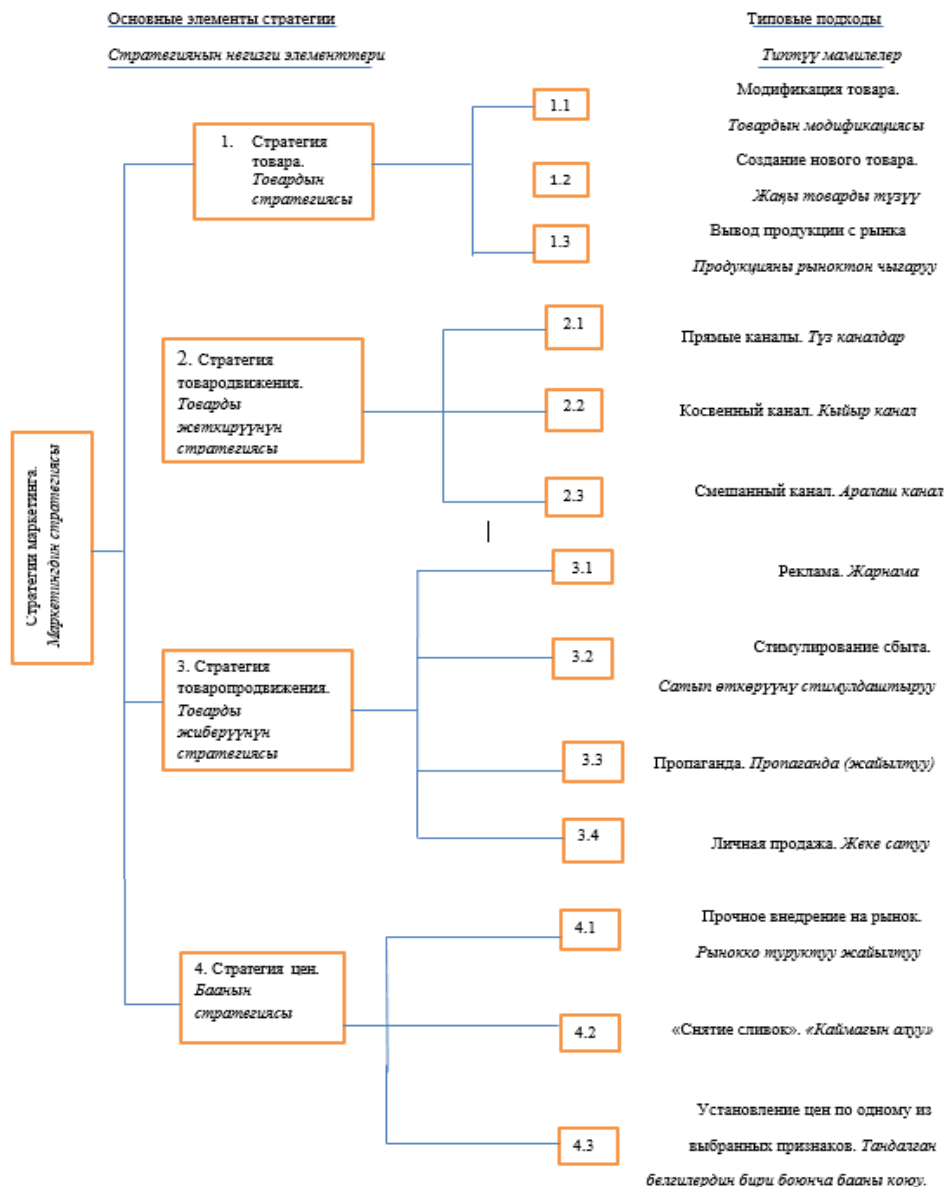 Основные элементы стратегии
Стратегиянын негизги элементтери
Типовые подходы
Типтүү мамилелер
Стратегии маркетинга.
Маркетингдин стратегиясы
1. Стратегия
товара.
Товардын
стратегиясы
1.1
Модификация товара.
Товардын модификациясы
1.2
Создание нового товара.
Жаңы товарды түзүү
1.3
Вывод продукции с рынка
Продукцияны рыноктон чыгаруу
2. Стратегия
товародвижения.
Товарды
жеткирүүнүн
стратегиясы
2.1
Прямые каналы. Түз каналдар
2.2
Косвенный канал. Кыйыр канал
2.3
Смешанный канал. Аралаш канал
3. Стратегия
товаропродвижения.
Товарды
жиберүүнүн
стратегиясы
3.1
Реклама. Жарнама
3.2
Стимулирование сбыта.
Сатып өткөрүүнү стимулдаштыруу
3.3
Пропаганда. Пропаганда (жайылтуу)
3.4
Личная продажа. Жеке сатуу
4. Стратегия цен.
Баанын
стратегиясы
4.1
Прочное внедрение на рынок.
Рынокко туруктуу жайылтуу
4.2
«Снятие сливок». «Каймагын алуу»
4.3
Установление цен по одному из
выбранных признаков. Тандалган
белгилердин бири боюнча бааны коюу.